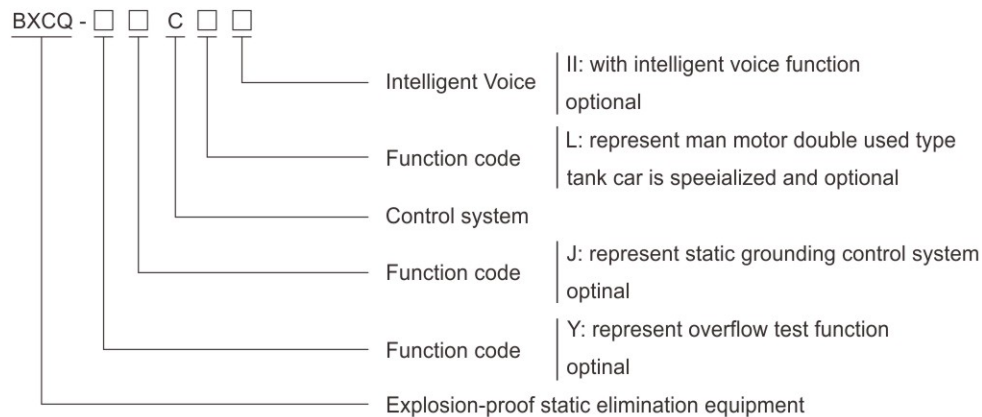 BXCQ - □ □ C □ □
Intelligent Voice
II: with intelligent voice function
optional
Function code
L: represent man motor double used type
tank car is speeialized and optional
Control system
Function code
J: represent static grounding control system
optinal
Function code
Y: represent overflow test function
optinal
Explosion-proof static elimination equipment